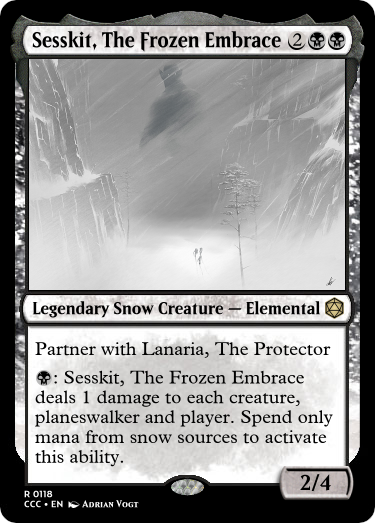 Sesskit, The Frozen Embrace 2
Legendary Snow Creature — Elemental
Partner with Lanaria, The Protector
: Sesskit, The Frozen Embrace
deals 1 damage to each creature,
planeswalker and player. Spend only
mana from snow sources to activate
this ability.
2/4
R 0118
CCC • EN Adrian Vogt